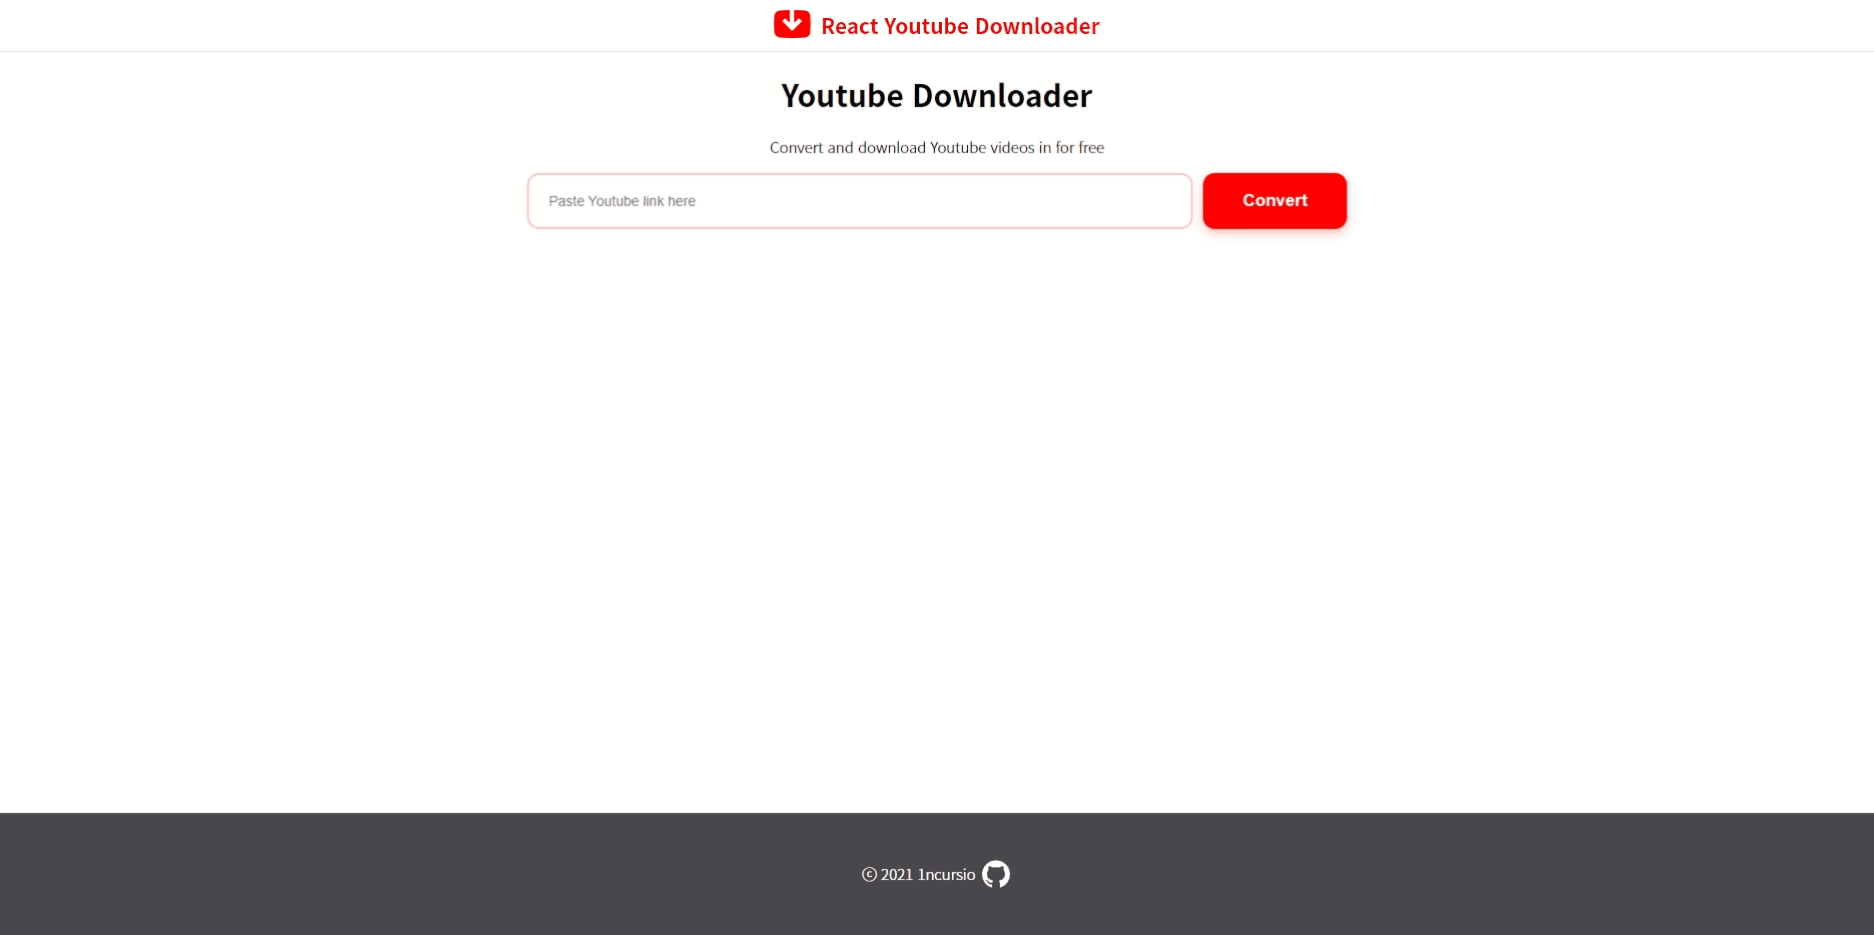 React Youtube Downloader
Youtube Downloader
Convert and download Youtube videos in for free
Paste Youtube link here
Convert
© 2021 1ncursio